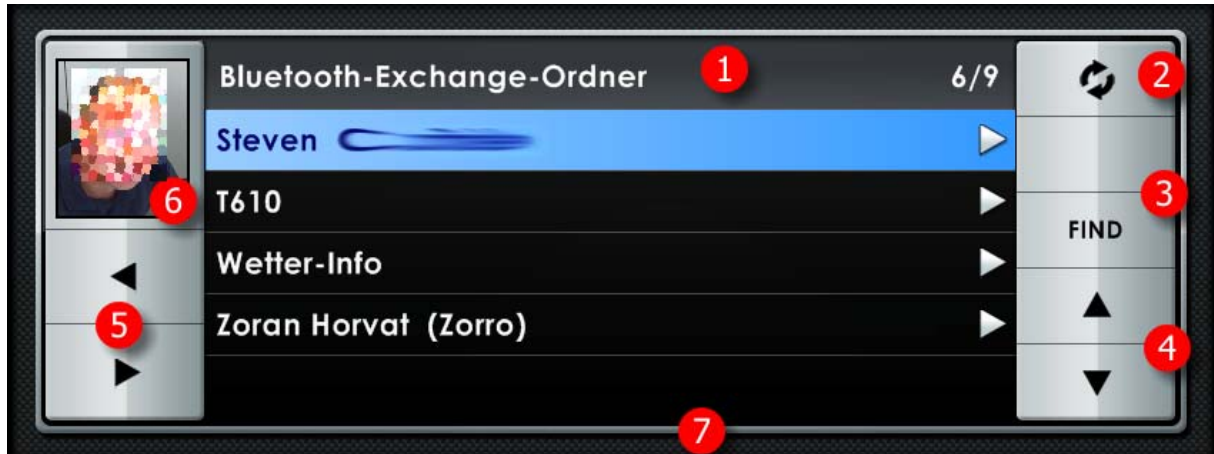 Bluetooth-Exchange-Ordner 1 6/9 2
Steven
T610
6 3
FIND
Wetter-Info
Zoran Horvat (Zorro)
5 4
7